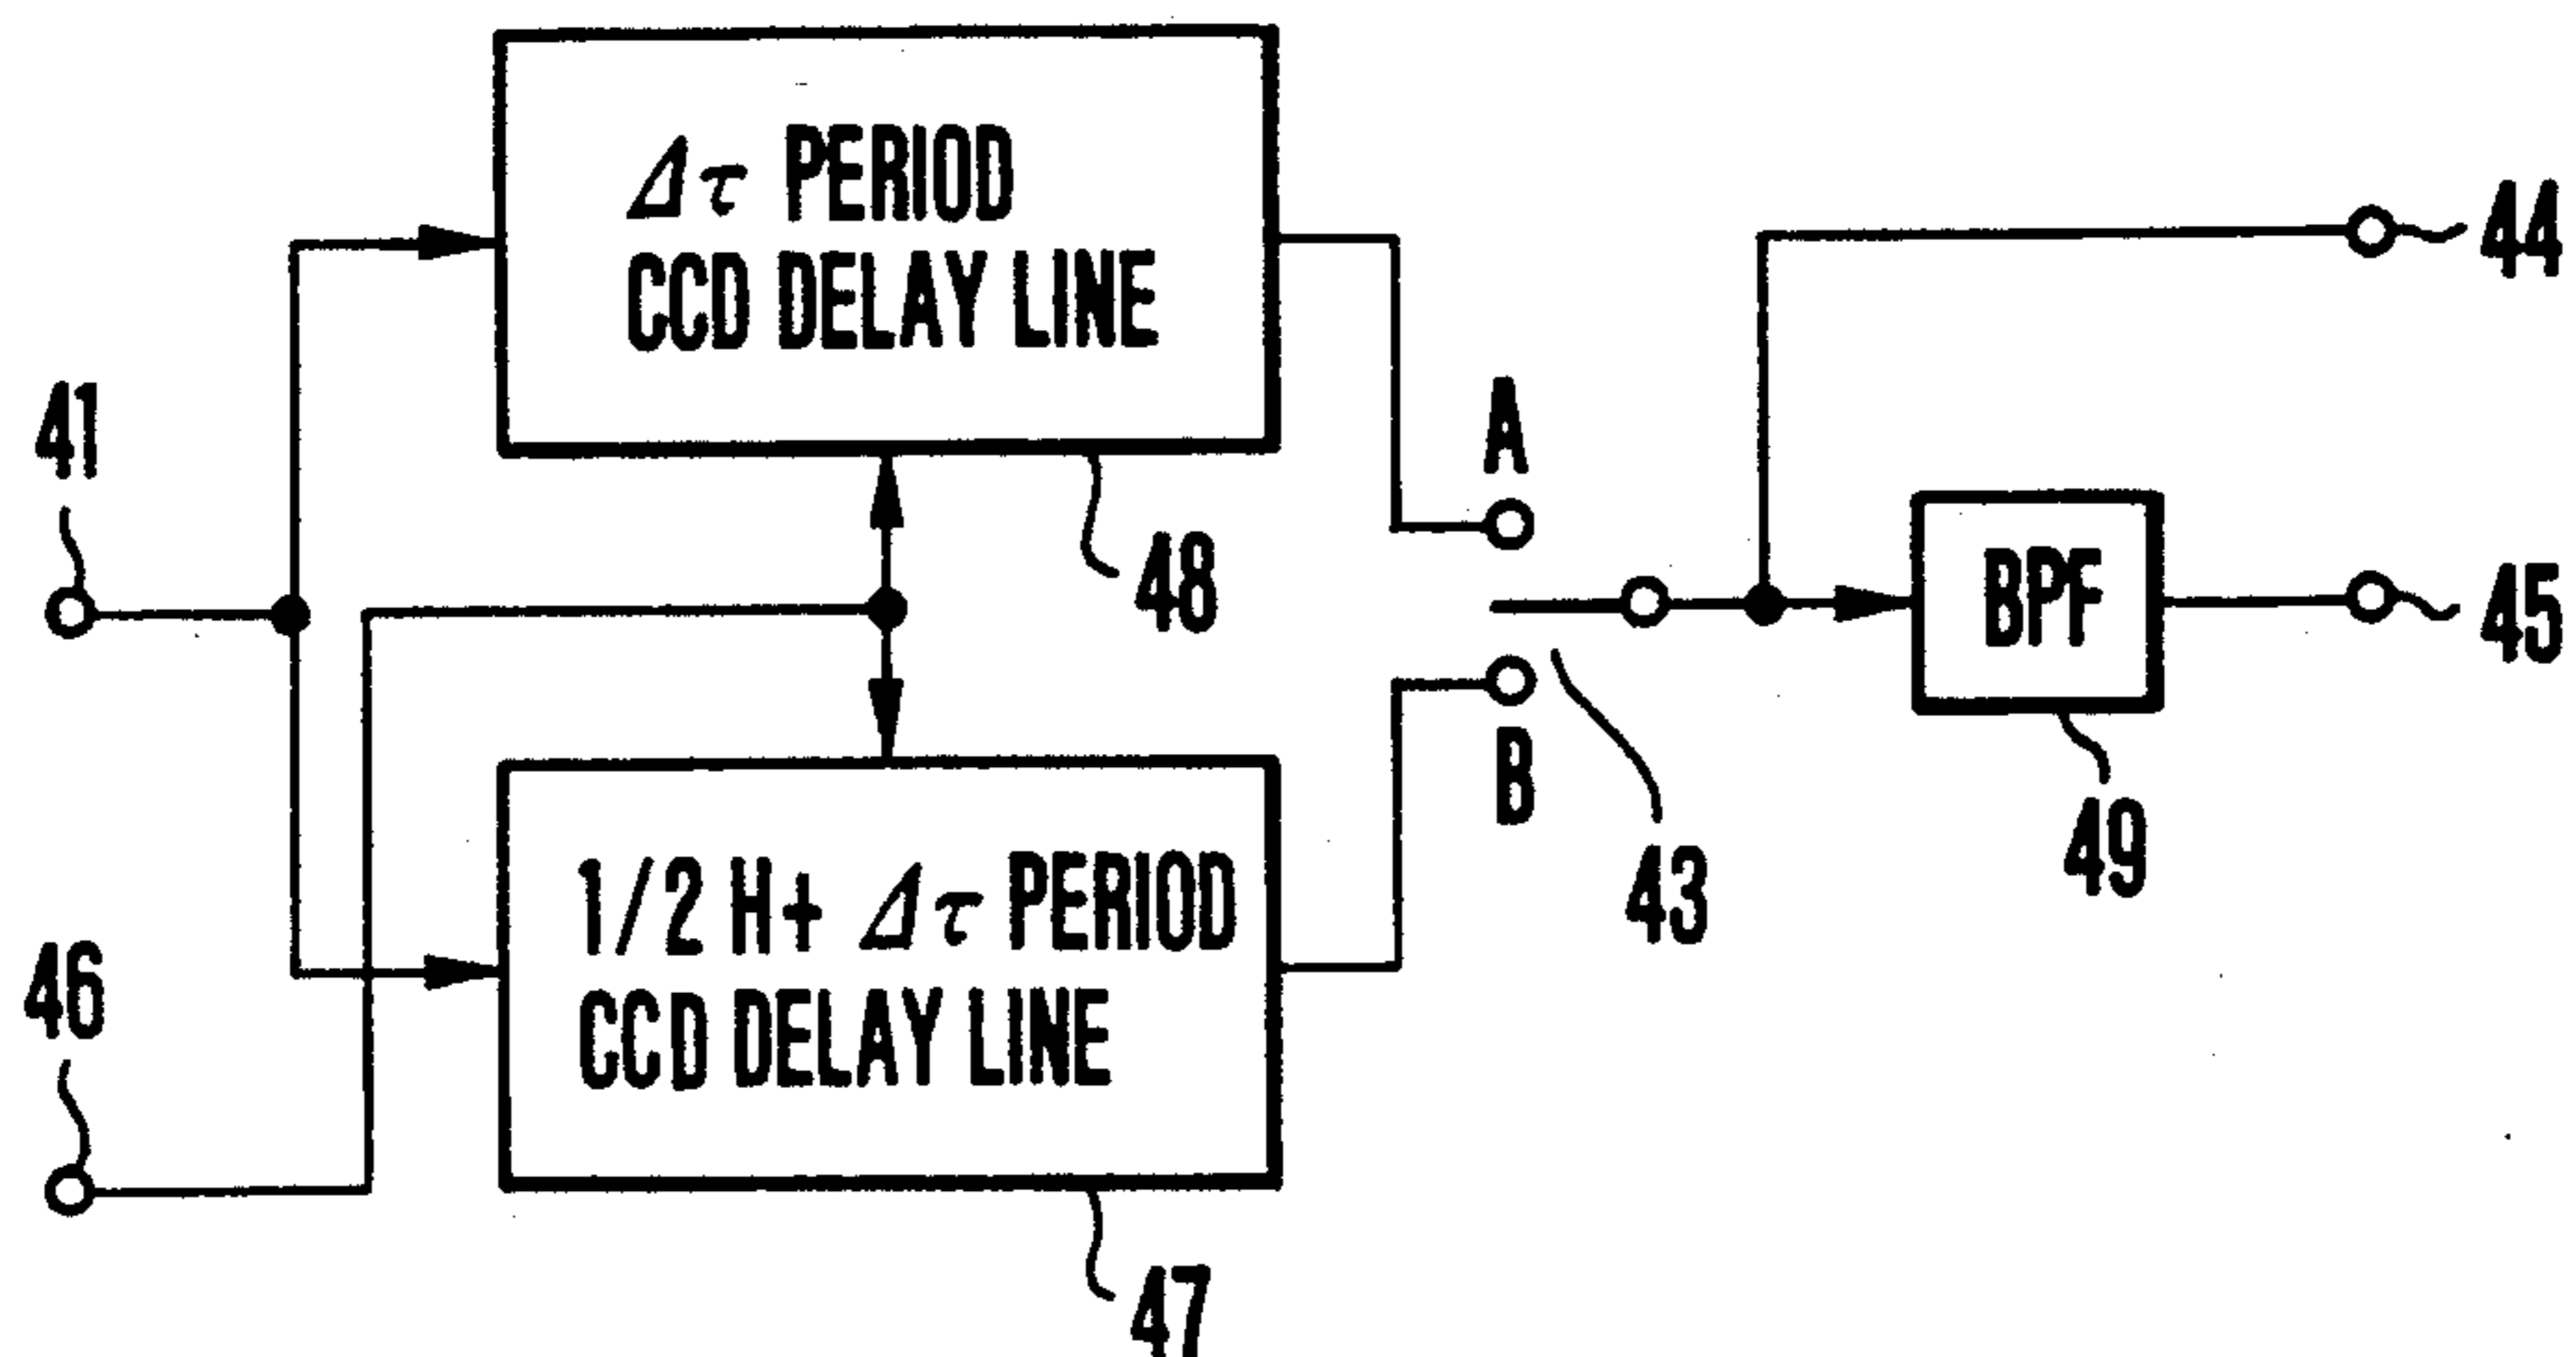 Δτ PERIOD
CCD DELAY LINE
44
41
A
48
BPF
45
B
43
49
1/2 H+ Δτ PERIOD
CCD DELAY LINE
46
47